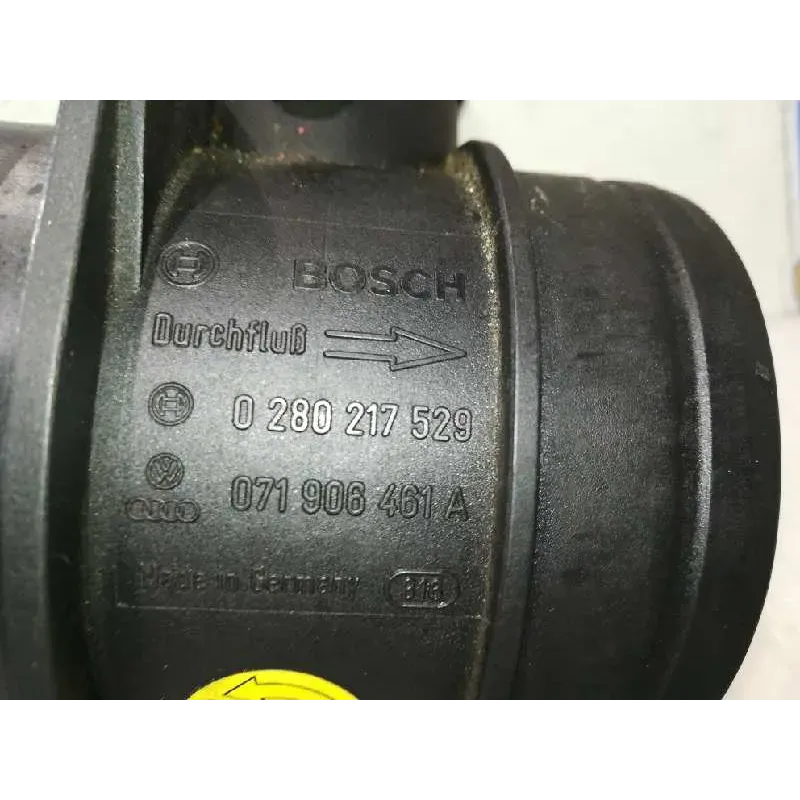 BOSCH
Durchfluß
0 280 217 529
071 906 461 A
Made in Germany